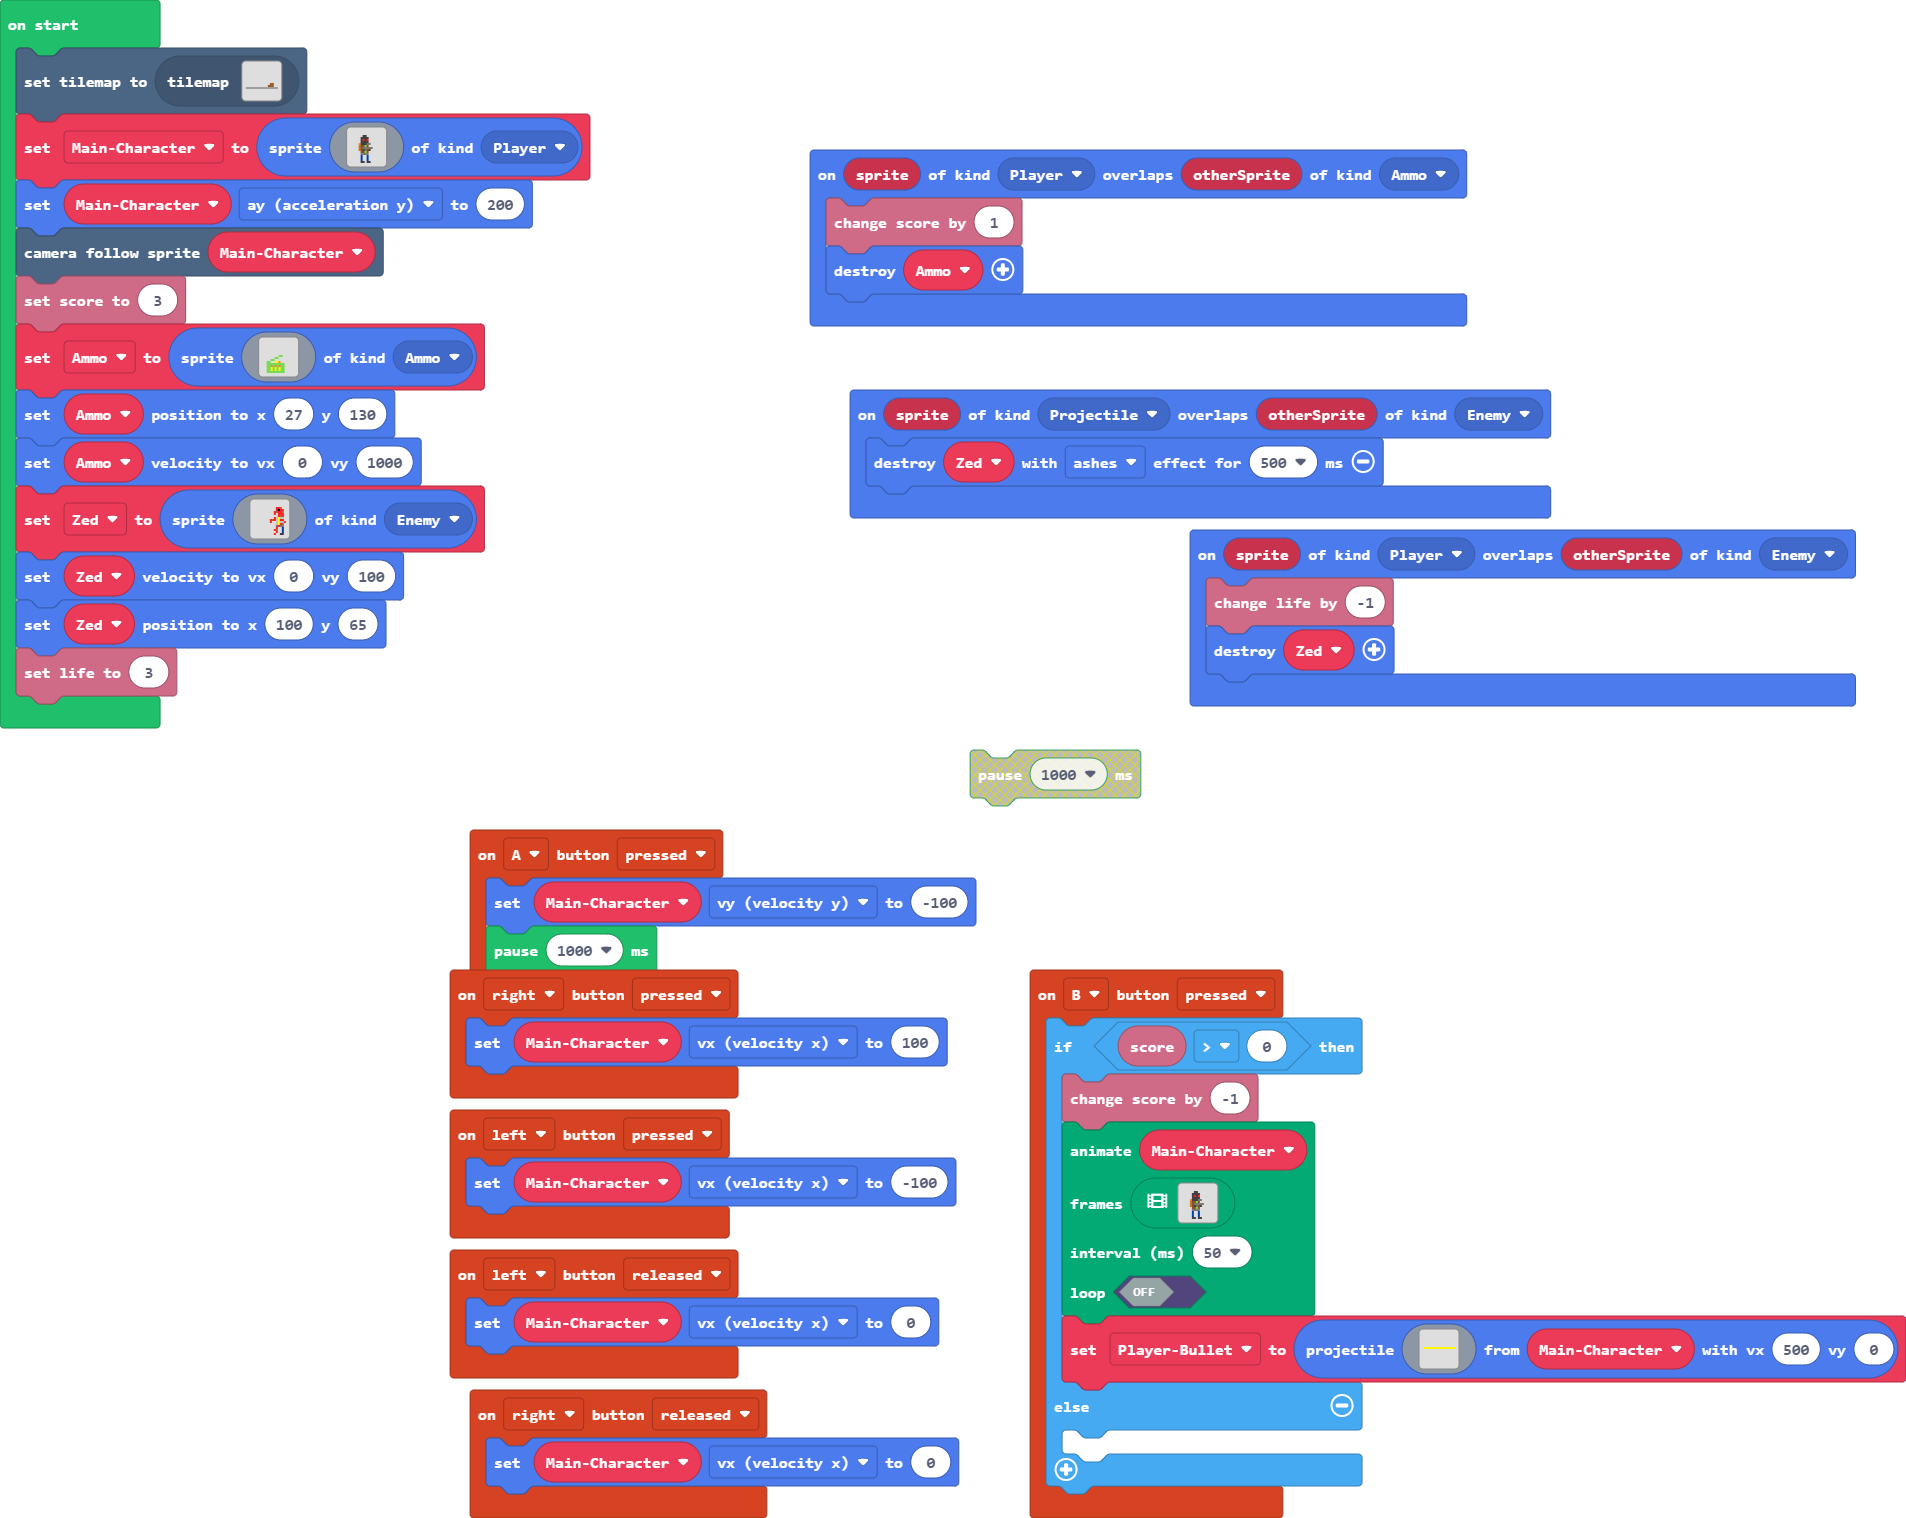 on start
set tilemap to tilemap
set Main-Character to sprite of kind Player
set Main-Character ay (acceleration y) to 200
camera follow sprite Main-Character
set score to 3
set Ammo to sprite of kind Ammo
set Ammo position to x 27 y 130
set Ammo velocity to vx 0 vy 1000
set Zed to sprite of kind Enemy
set Zed velocity to vx 0 vy 100
set Zed position to x 100 y 65
set life to 3
on sprite of kind Player overlaps otherSprite of kind Ammo
change score by 1
destroy Ammo
on sprite of kind Projectile overlaps otherSprite of kind Enemy
destroy Zed with ashes effect for 500 ms
on sprite of kind Player overlaps otherSprite of kind Enemy
change life by -1
destroy Zed
pause 1000 ms
on A button pressed
set Main-Character vy (velocity y) to -100
pause 1000 ms
on right button pressed
set Main-Character vx (velocity x) to 100
on left button pressed
set Main-Character vx (velocity x) to -100
on left button released
set Main-Character vx (velocity x) to 0
on right button released
set Main-Character vx (velocity x) to 0
on B button pressed
if score > 0 then
change score by -1
animate Main-Character
frames
interval (ms) 50
loop OFF
set Player-Bullet to projectile from Main-Character with vx 500 vy 0
else